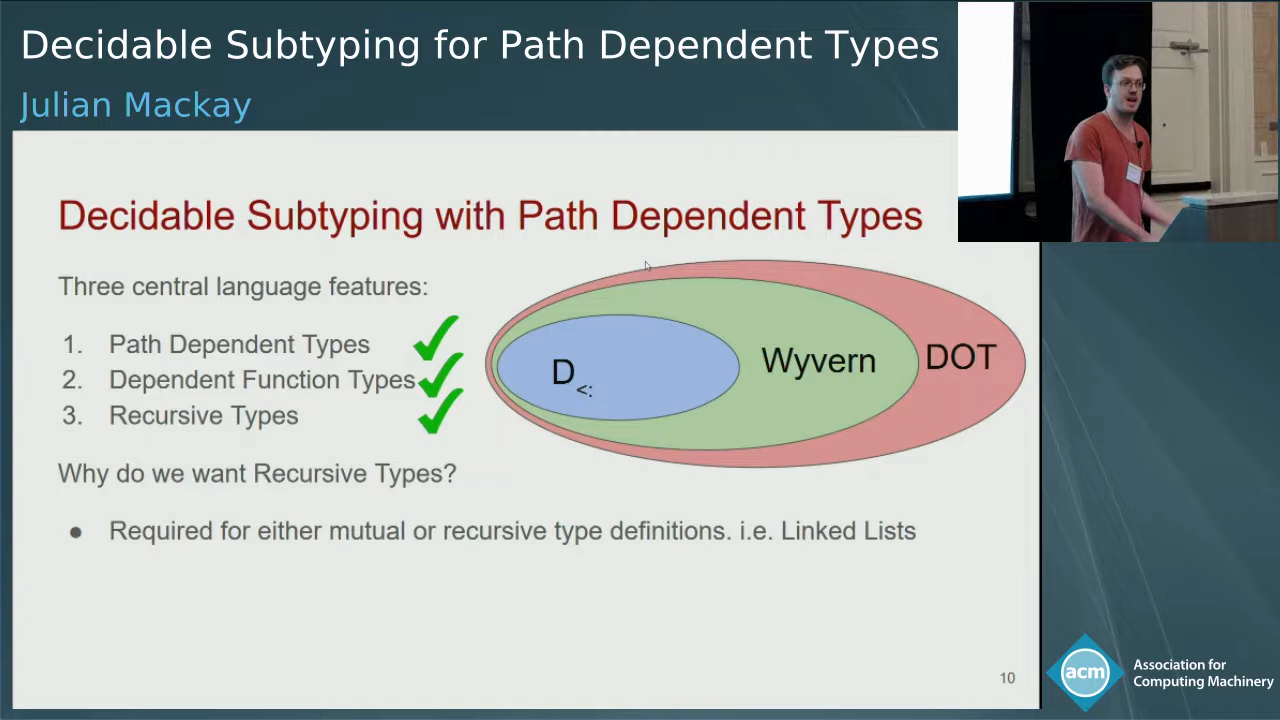 Decidable Subtyping for Path Dependent Types
Julian Mackay
Decidable Subtyping with Path Dependent Types
Three central language features:
1. Path Dependent Types
2. Dependent Function Types
3. Recursive Types
D<:
Wyvern
DOT
Why do we want Recursive Types?
● Required for either mutual or recursive type definitions. i.e. Linked Lists
10
acm
Association for
Computing Machinery